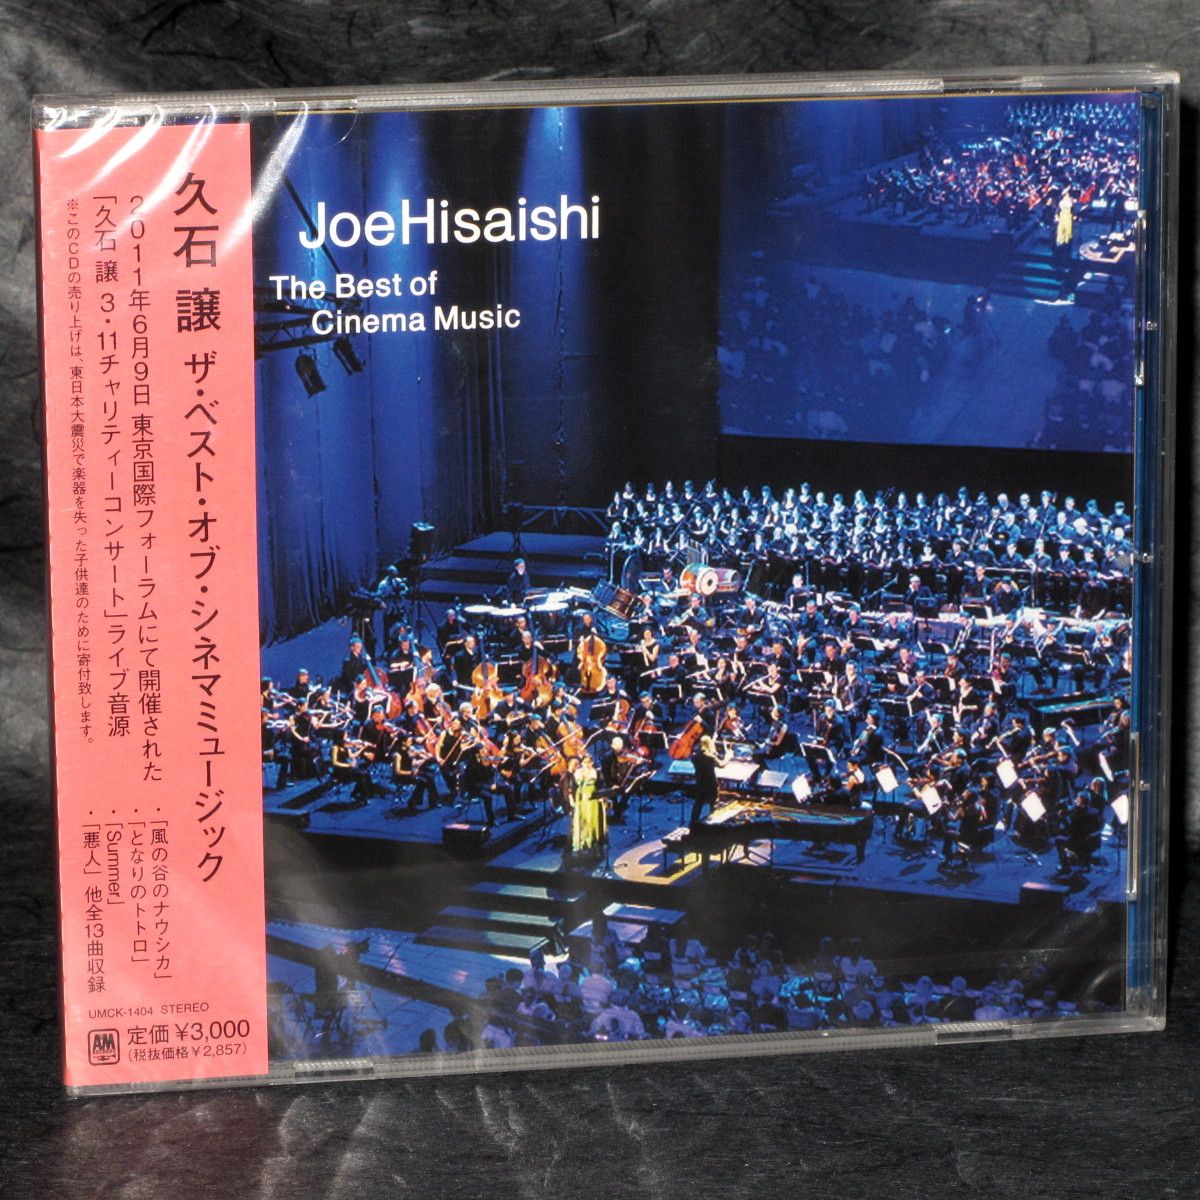 久石 譲 ザ・ベスト・オブ・シネマミュージック
2011年6月9日 東京国際フォーラムにて開催された
「久石 譲 3・11チャリティーコンサート」ライブ音源
※このCDの売り上げは、東日本大震災で楽器を失った子供達のために寄付致します。
・「風の谷のナウシカ」
・「となりのトトロ」
・「Summer」
・「悪人」他全13曲収録
UMCK-1404 STEREO
AM
定価¥3,000
(税抜価格¥2,857)
JoeHisaishi
The Best of
Cinema Music